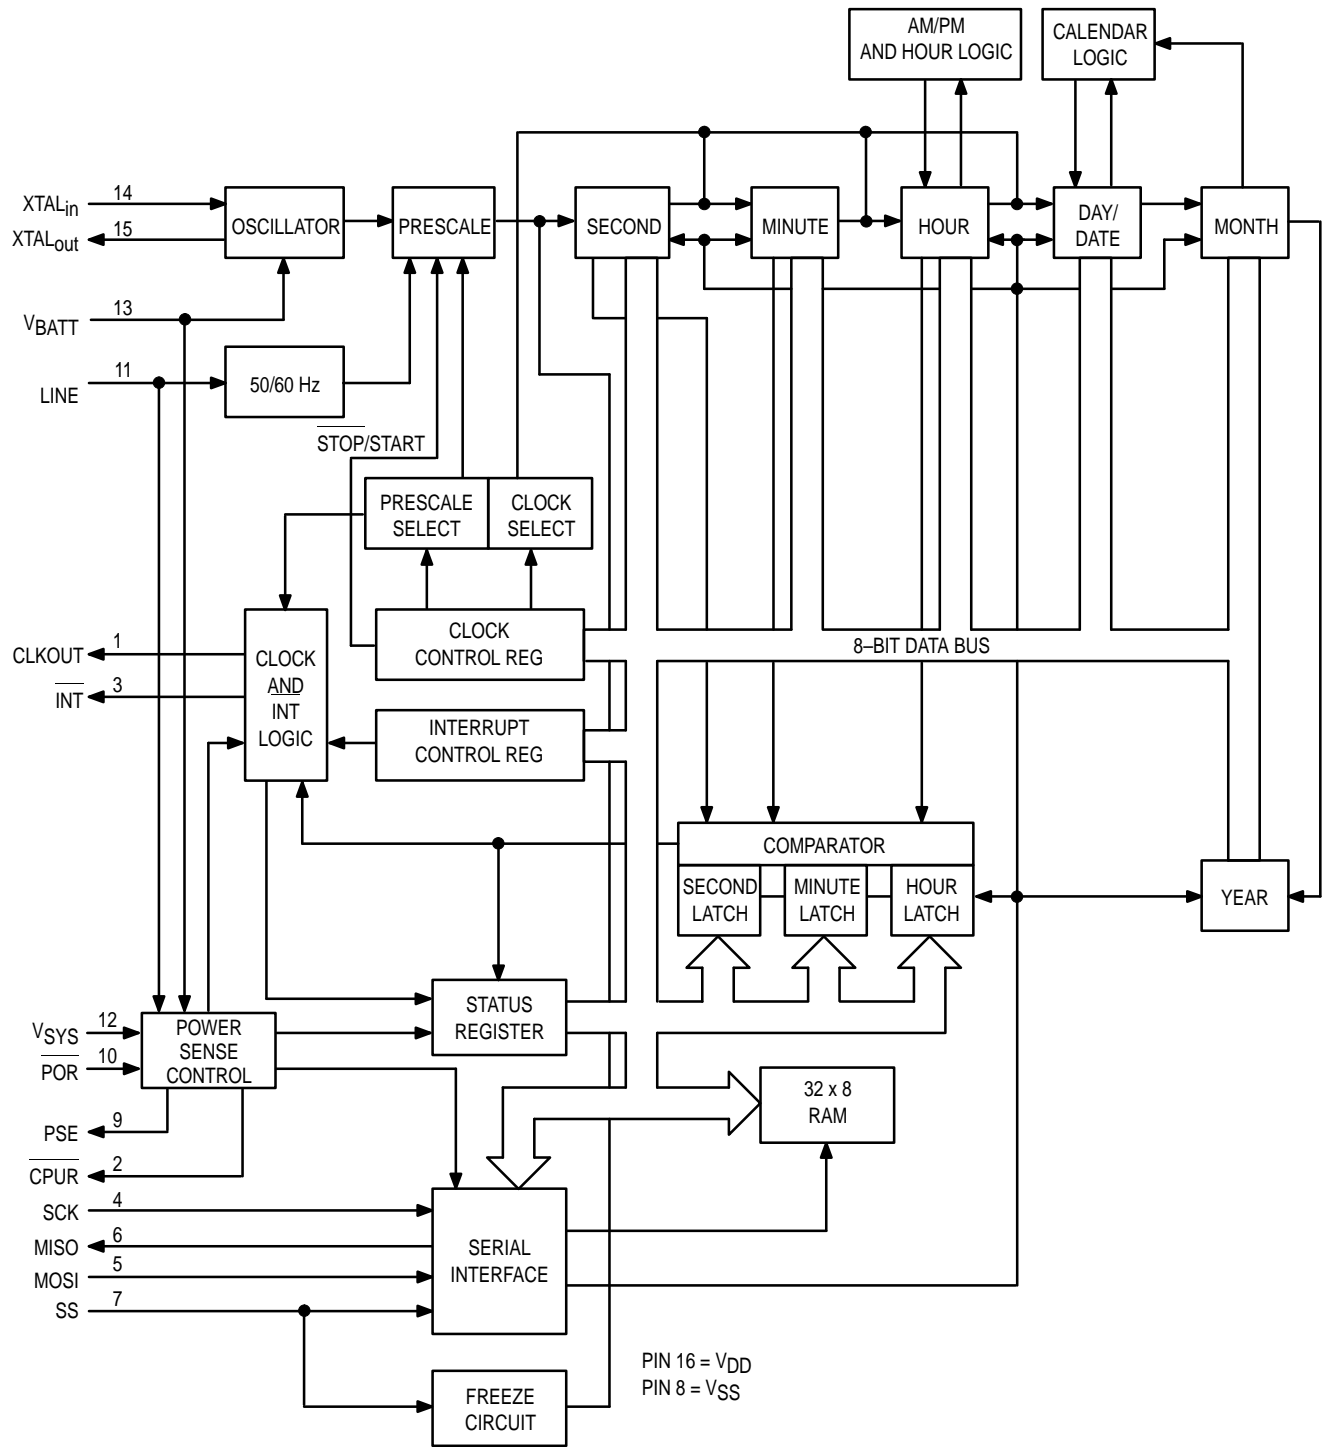 AM/PM
AND HOUR LOGIC
CALENDAR
LOGIC
XTALin
14
XTALout
15
OSCILLATOR
PRESCALE
SECOND
MINUTE
HOUR
DAY/
DATE
MONTH
VBATT
13
LINE
11
50/60 Hz
STOP/START
PRESCALE
SELECT
CLOCK
SELECT
CLKOUT
1
INT
3
CLOCK
AND
INT
LOGIC
CLOCK
CONTROL REG
8–BIT DATA BUS
INTERRUPT
CONTROL REG
COMPARATOR
SECOND
LATCH
MINUTE
LATCH
HOUR
LATCH
YEAR
VSYS
12
POR
10
POWER
SENSE
CONTROL
STATUS
REGISTER
32 x 8
RAM
PSE
9
CPUR
2
SCK
4
MISO
6
MOSI
5
SS
7
SERIAL
INTERFACE
FREEZE
CIRCUIT
PIN 16 = VDD
PIN 8 = VSS